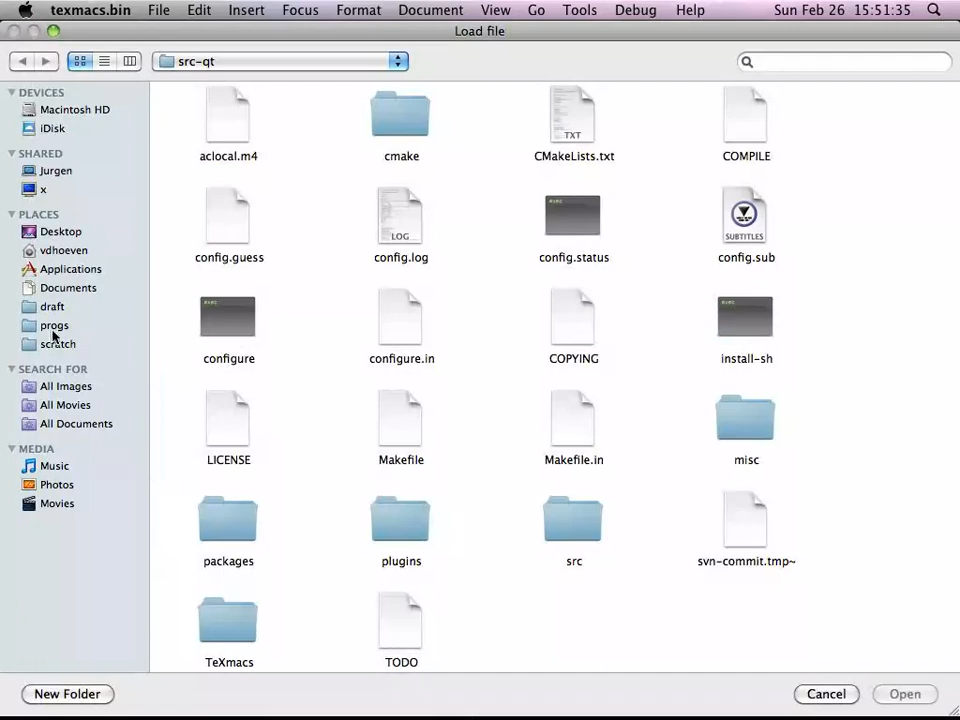 texmacs.bin File Edit Insert Focus Format Document View Go Tools Debug Help Sun Feb 26 15:51:35
Load file
src-qt
DEVICES
Macintosh HD
iDisk
SHARED
Jurgen
x
PLACES
Desktop
vdhoeven
Applications
Documents
draft
progs
scratch
SEARCH FOR
All Images
All Movies
All Documents
MEDIA
Music
Photos
Movies
TXT
aclocal.m4 cmake CMakeLists.txt COMPILE
LOG
exec
SUBTITLES
config.guess config.log config.status config.sub
exec
exec
configure configure.in COPYING install-sh
LICENSE Makefile Makefile.in misc
packages plugins src svn-commit.tmp~
TeXmacs TODO
New Folder Cancel Open